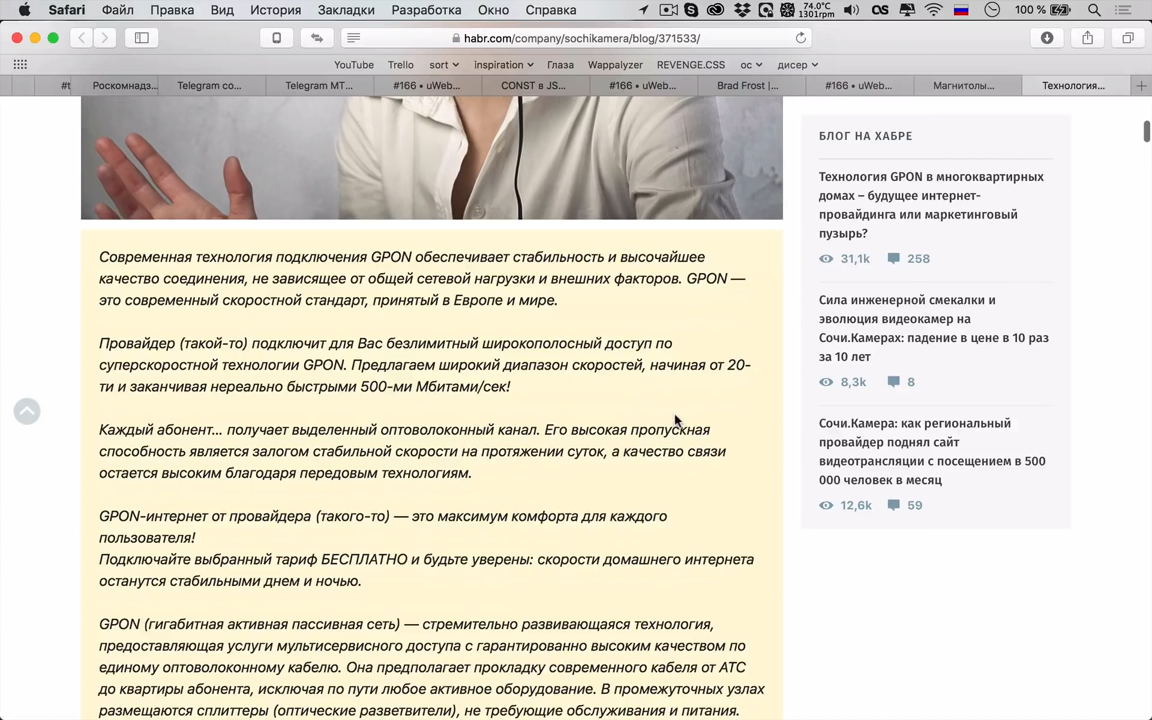 Safari Файл Правка Вид История Закладки Разработка Окно Справка 74.0°C 1301rpm 100 %
habr.com/company/sochikamera/blog/371533/
YouTube Trello sort inspiration Глаза Wappalyzer REVENGE.CSS ос дисер
#t Роскомнадз... Telegram co... Telegram MT... #166 • uWeb... CONST в JS... #166 • uWeb... Brad Frost |... #166 • uWeb... Магнитолы... Технология...
Современная технология подключения GPON обеспечивает стабильность и высочайшее
качество соединения, не зависящее от общей сетевой нагрузки и внешних факторов. GPON —
это современный скоростной стандарт, принятый в Европе и мире.
Провайдер (такой-то) подключит для Вас безлимитный широкополосный доступ по
суперскоростной технологии GPON. Предлагаем широкий диапазон скоростей, начиная от 20-
ти и заканчивая нереально быстрыми 500-ми Мбитами/сек!
Каждый абонент... получает выделенный оптоволоконный канал. Его высокая пропускная
способность является залогом стабильной скорости на протяжении суток, а качество связи
остается высоким благодаря передовым технологиям.
GPON-интернет от провайдера (такого-то) — это максимум комфорта для каждого
пользователя!
Подключайте выбранный тариф БЕСПЛАТНО и будьте уверены: скорости домашнего интернета
останутся стабильными днем и ночью.
GPON (гигабитная активная пассивная сеть) — стремительно развивающаяся технология,
предоставляющая услуги мультисервисного доступа с гарантированно высоким качеством по
единому оптоволоконному кабелю. Она предполагает прокладку современного кабеля от АТС
до квартиры абонента, исключая по пути любое активное оборудование. В промежуточных узлах
размещаются сплиттеры (оптические разветвители), не требующие обслуживания и питания.
БЛОГ НА ХАБРЕ
Технология GPON в многоквартирных
домах – будущее интернет-
провайдинга или маркетинговый
пузырь?
31,1k 258
Сила инженерной смекалки и
эволюция видеокамер на
Сочи.Камерах: падение в цене в 10 раз
за 10 лет
8,3k 8
Сочи.Камера: как региональный
провайдер поднял сайт
видеотрансляции с посещением в 500
000 человек в месяц
12,6k 59